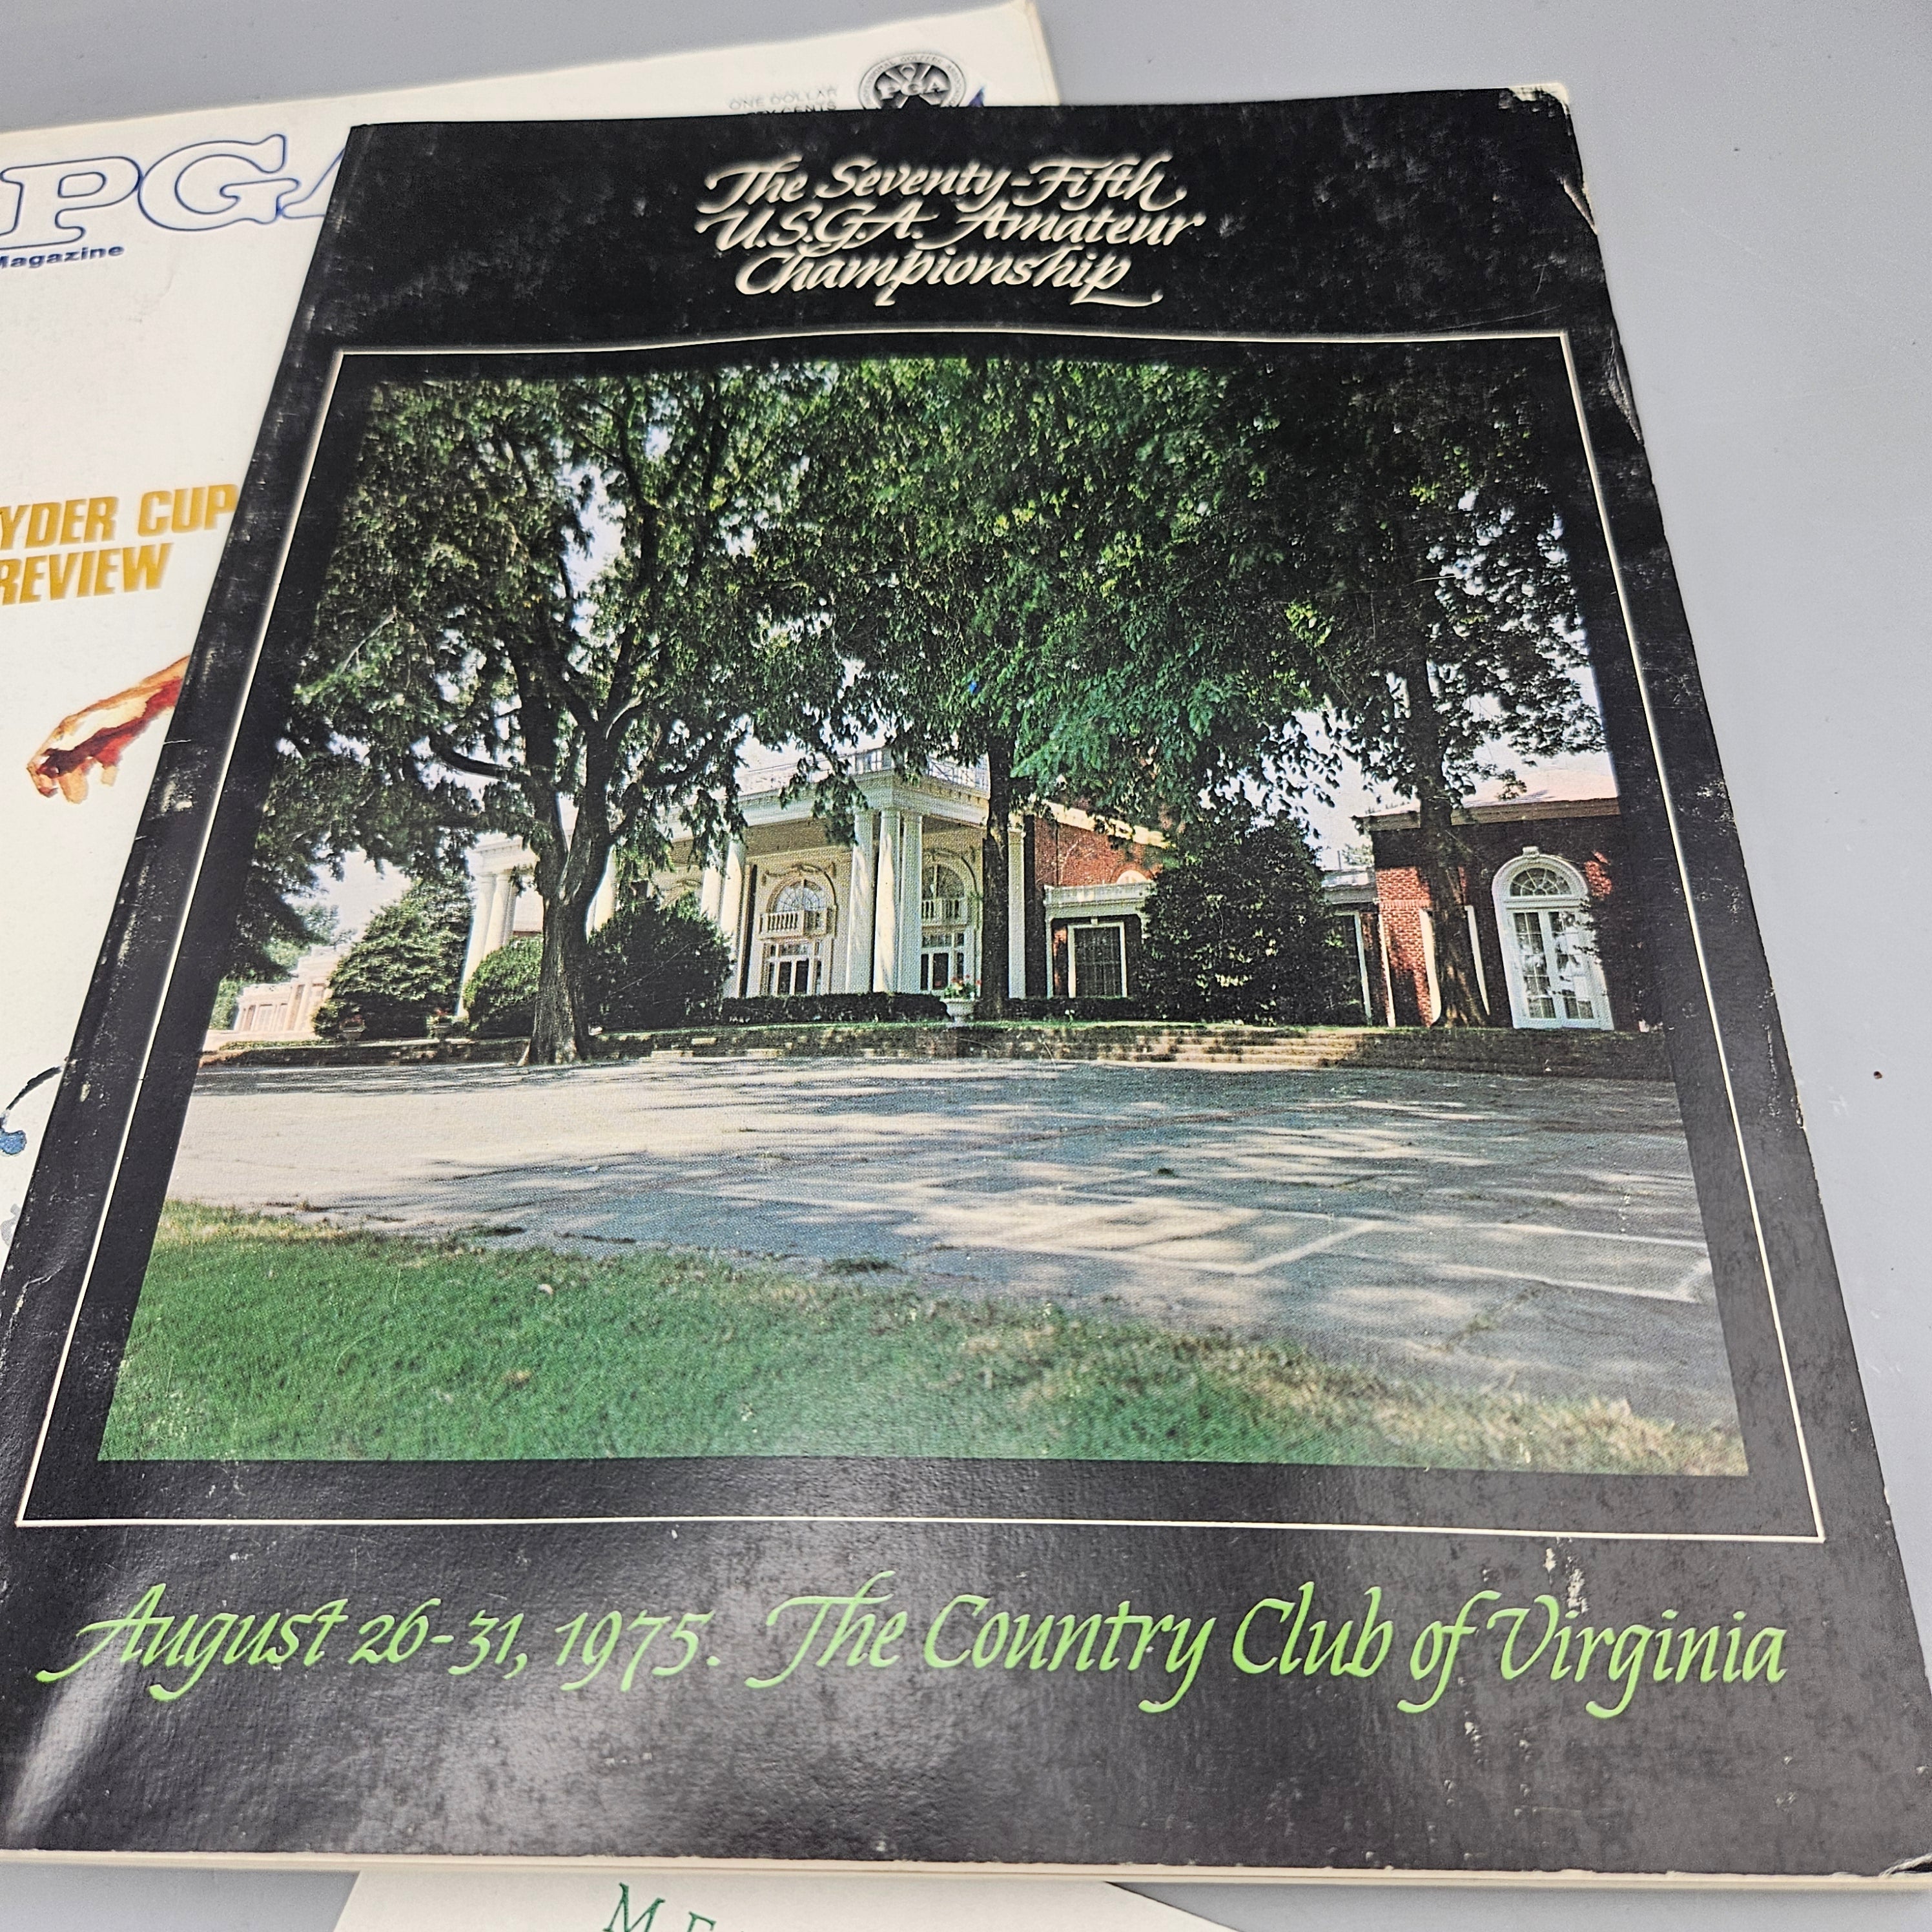 ONE DOLLAR
PGA
PGA
Magazine
The Seventy-Fifth
U.S.G.A. Amateur
Championship
YDER CUP
REVIEW
August 26-31, 1975. The Country Club of Virginia